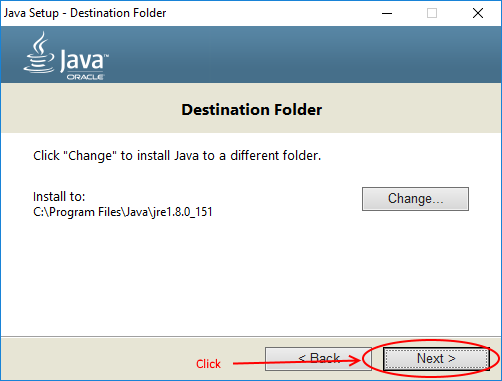 Java Setup - Destination Folder
Java™
ORACLE
Destination Folder
Click "Change" to install Java to a different folder.
Install to:
Change...
C:\Program Files\Java\jre1.8.0_151
Click
< Back
Next >